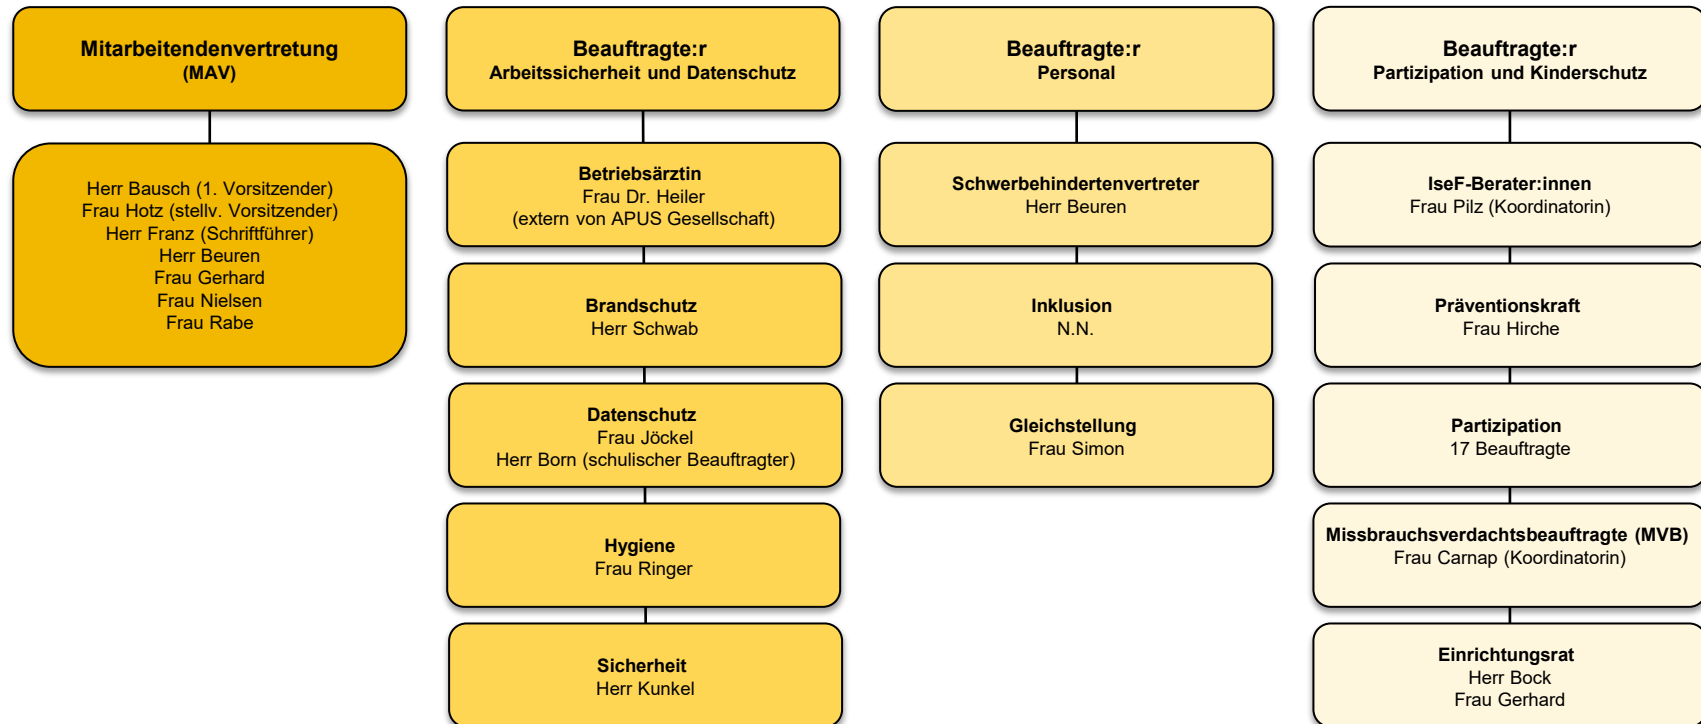 Mitarbeitendenvertretung
(MAV)
Herr Bausch (1. Vorsitzender)
Frau Hotz (stellv. Vorsitzender)
Herr Franz (Schriftführer)
Herr Beuren
Frau Gerhard
Frau Nielsen
Frau Rabe
Beauftragte:r
Arbeitssicherheit und Datenschutz
Betriebsärztin
Frau Dr. Heiler
(extern von APUS Gesellschaft)
Brandschutz
Herr Schwab
Datenschutz
Frau Jöckel
Herr Born (schulischer Beauftragter)
Hygiene
Frau Ringer
Sicherheit
Herr Kunkel
Beauftragte:r
Personal
Schwerbehindertenvertreter
Herr Beuren
Inklusion
N.N.
Gleichstellung
Frau Simon
Beauftragte:r
Partizipation und Kinderschutz
IseF-Berater:innen
Frau Pilz (Koordinatorin)
Präventionskraft
Frau Hirche
Partizipation
17 Beauftragte
Missbrauchsverdachtsbeauftragte (MVB)
Frau Carnap (Koordinatorin)
Einrichtungsrat
Herr Bock
Frau Gerhard